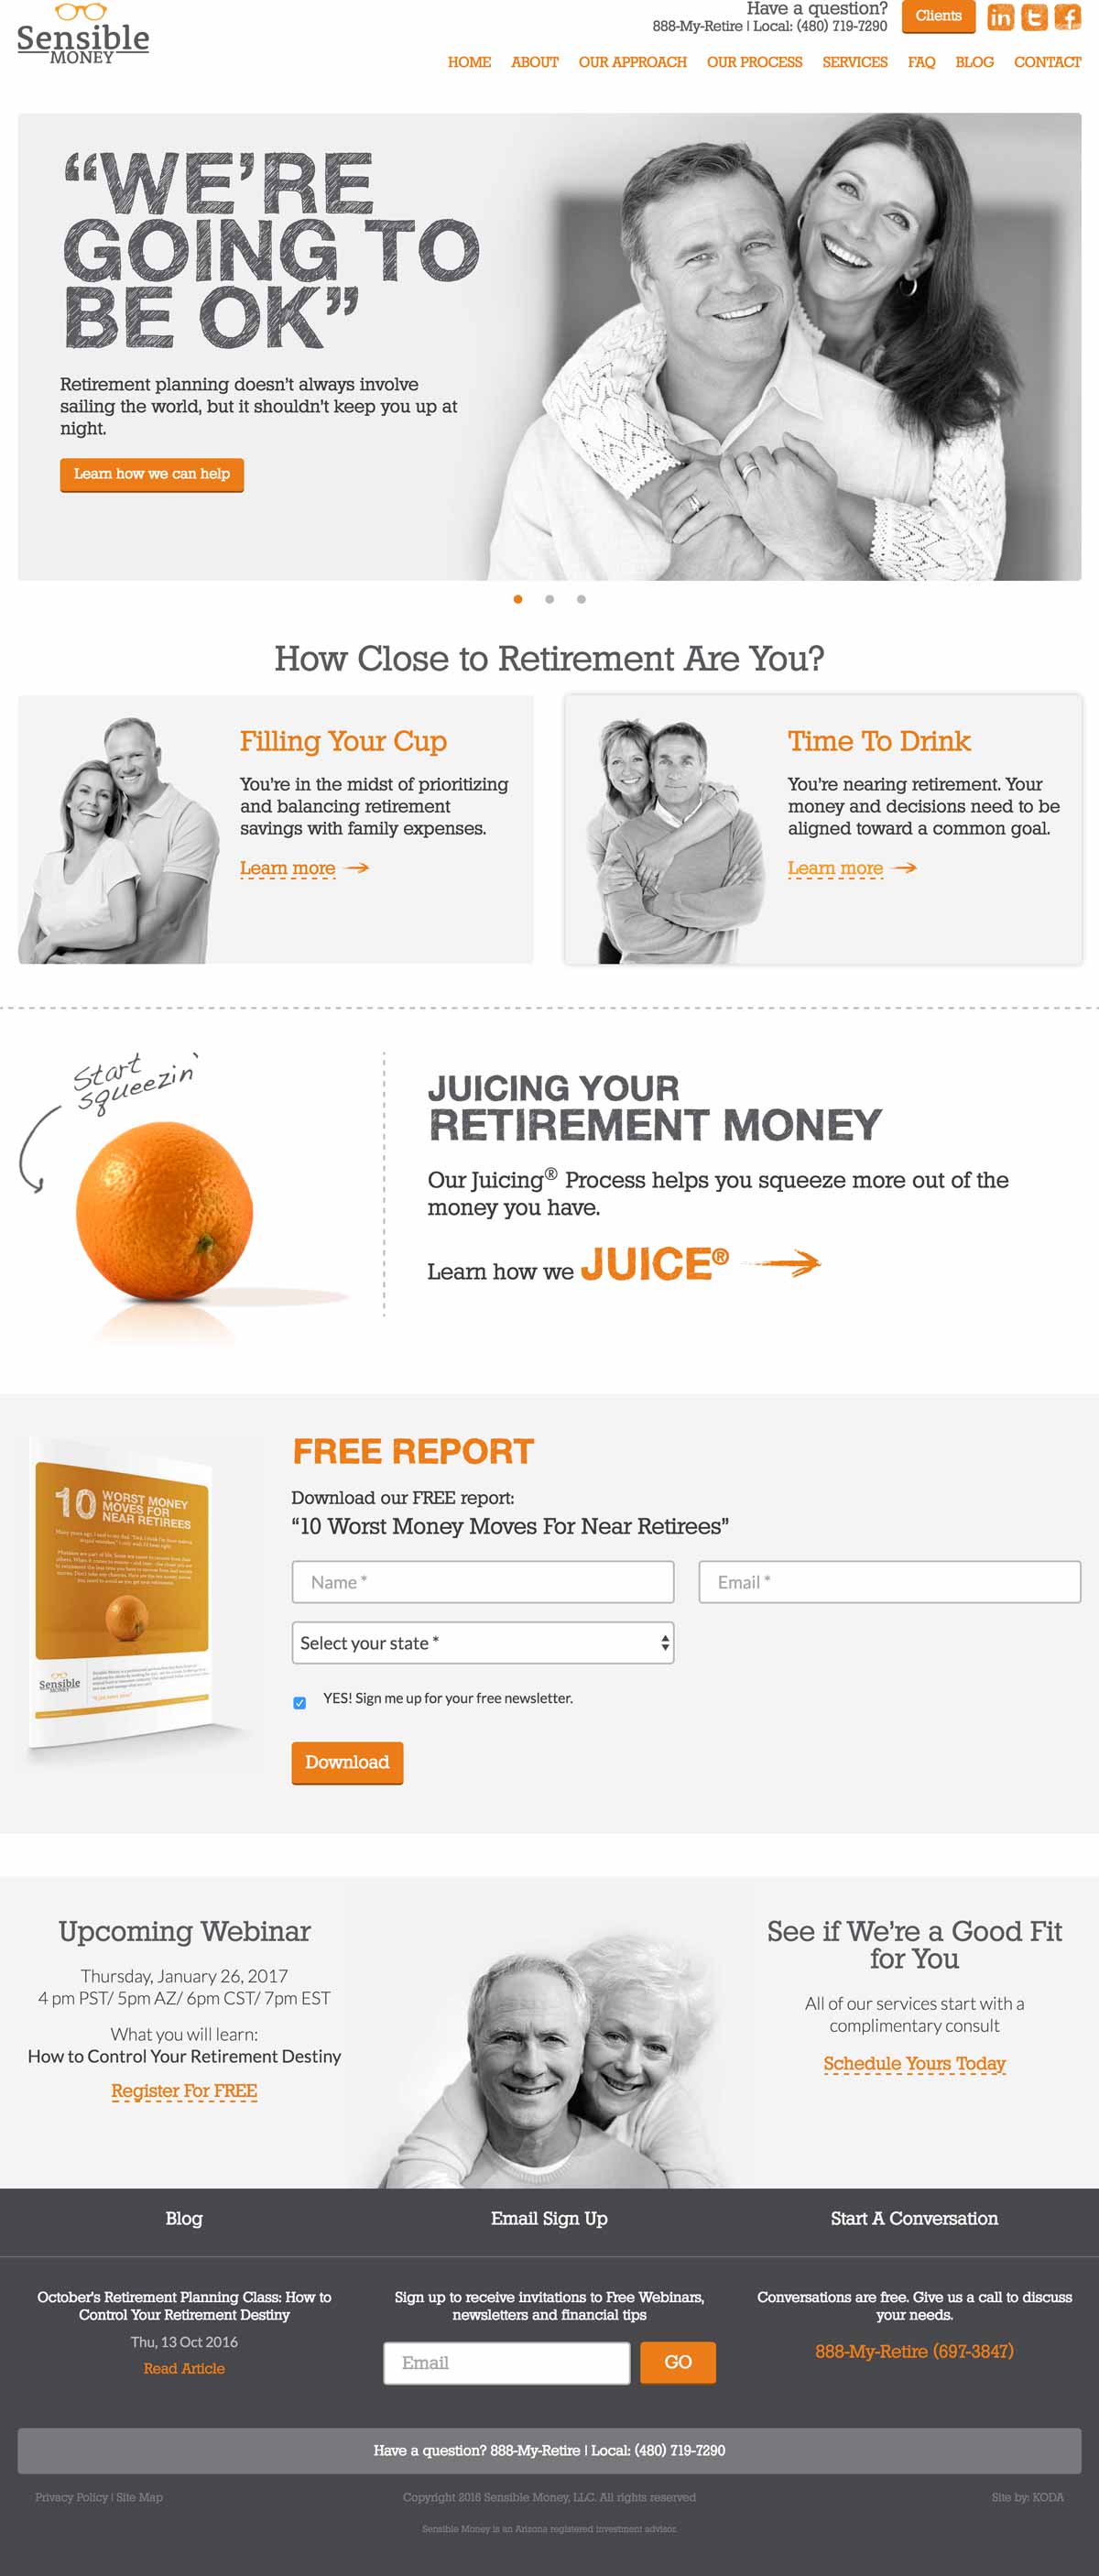 Sensible
MONEY
Have a question?
888-My-Retire | Local: (480) 719-7290
Clients
in t f
HOME ABOUT OUR APPROACH OUR PROCESS SERVICES FAQ BLOG CONTACT
“WE’RE
GOING TO
BE OK”
Retirement planning doesn't always involve
sailing the world, but it shouldn't keep you up at
night.
Learn how we can help
How Close to Retirement Are You?
Filling Your Cup
You're in the midst of prioritizing
and balancing retirement
savings with family expenses.
Learn more
Time To Drink
You're nearing retirement. Your
money and decisions need to be
aligned toward a common goal.
Learn more
Start
squeezin`
JUICING YOUR
RETIREMENT MONEY
Our Juicing® Process helps you squeeze more out of the
money you have.
Learn how we JUICE®
10 WORST MONEY
MOVES FOR
NEAR RETIREES
Sensible
MONEY
FREE REPORT
Download our FREE report:
“10 Worst Money Moves For Near Retirees”
Name *
Email *
Select your state *
YES! Sign me up for your free newsletter.
Download
Upcoming Webinar
Thursday, January 26, 2017
4 pm PST/ 5pm AZ/ 6pm CST/ 7pm EST
What you will learn:
How to Control Your Retirement Destiny
Register For FREE
See if We're a Good Fit
for You
All of our services start with a
complimentary consult
Schedule Yours Today
Blog
October's Retirement Planning Class: How to
Control Your Retirement Destiny
Thu, 13 Oct 2016
Read Article
Email Sign Up
Sign up to receive invitations to Free Webinars,
newsletters and financial tips
Email
GO
Start A Conversation
Conversations are free. Give us a call to discuss
your needs.
888-My-Retire (697-3847)
Have a question? 888-My-Retire | Local: (480) 719-7290
Privacy Policy | Site Map
Copyright 2016 Sensible Money, LLC. All rights reserved
Site by: KODA
Sensible Money is an Arizona registered investment advisor.